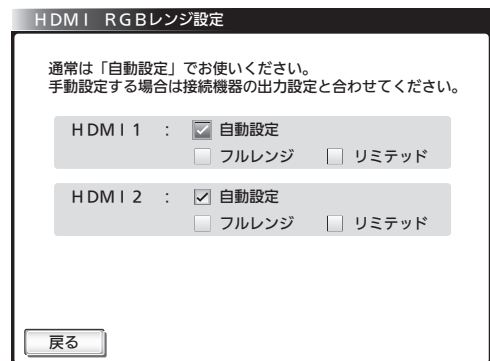 HDMI RGBレンジ設定
通常は「自動設定」でお使いください。
手動設定する場合は接続機器の出力設定と合わせてください。
HDMI1 : 自動設定
フルレンジ リミテッド
HDMI2 : 自動設定
フルレンジ リミテッド
戻る